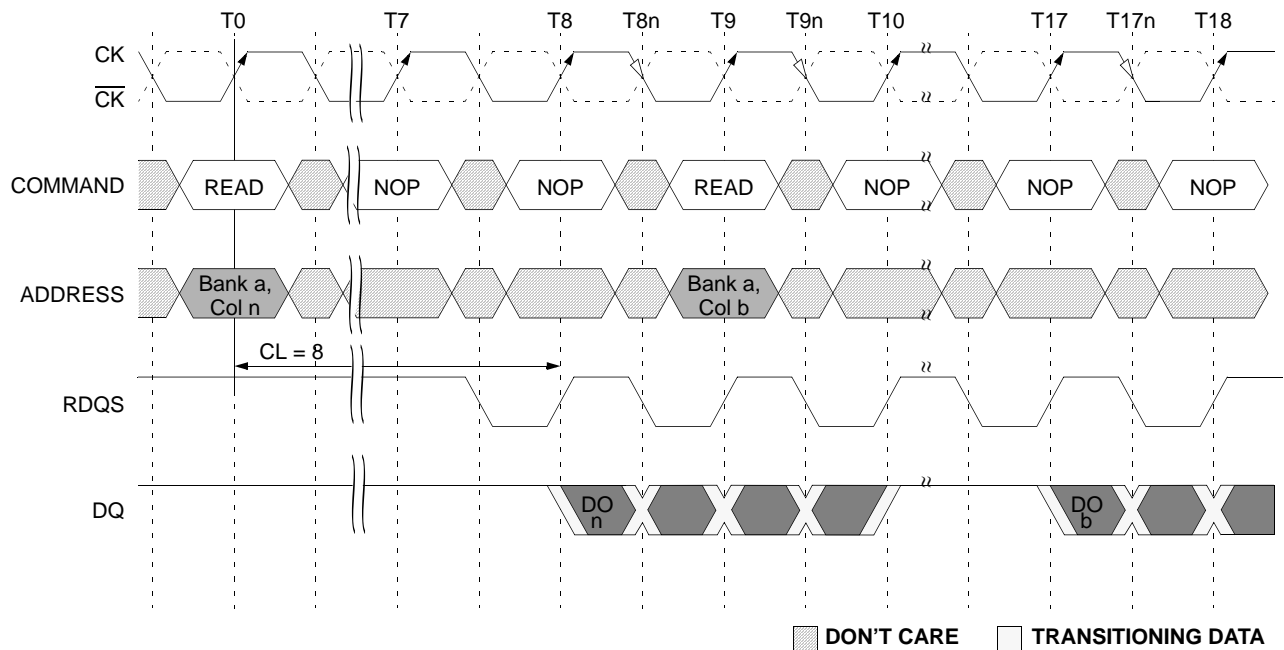 T0 T7 T8 T8n T9 T9n T10 T17 T17n T18
CK
CK
COMMAND READ NOP NOP READ NOP NOP NOP
ADDRESS Bank a, Col n Bank a, Col b
CL = 8
RDQS
DQ DO n DO b
DON'T CARE TRANSITIONING DATA